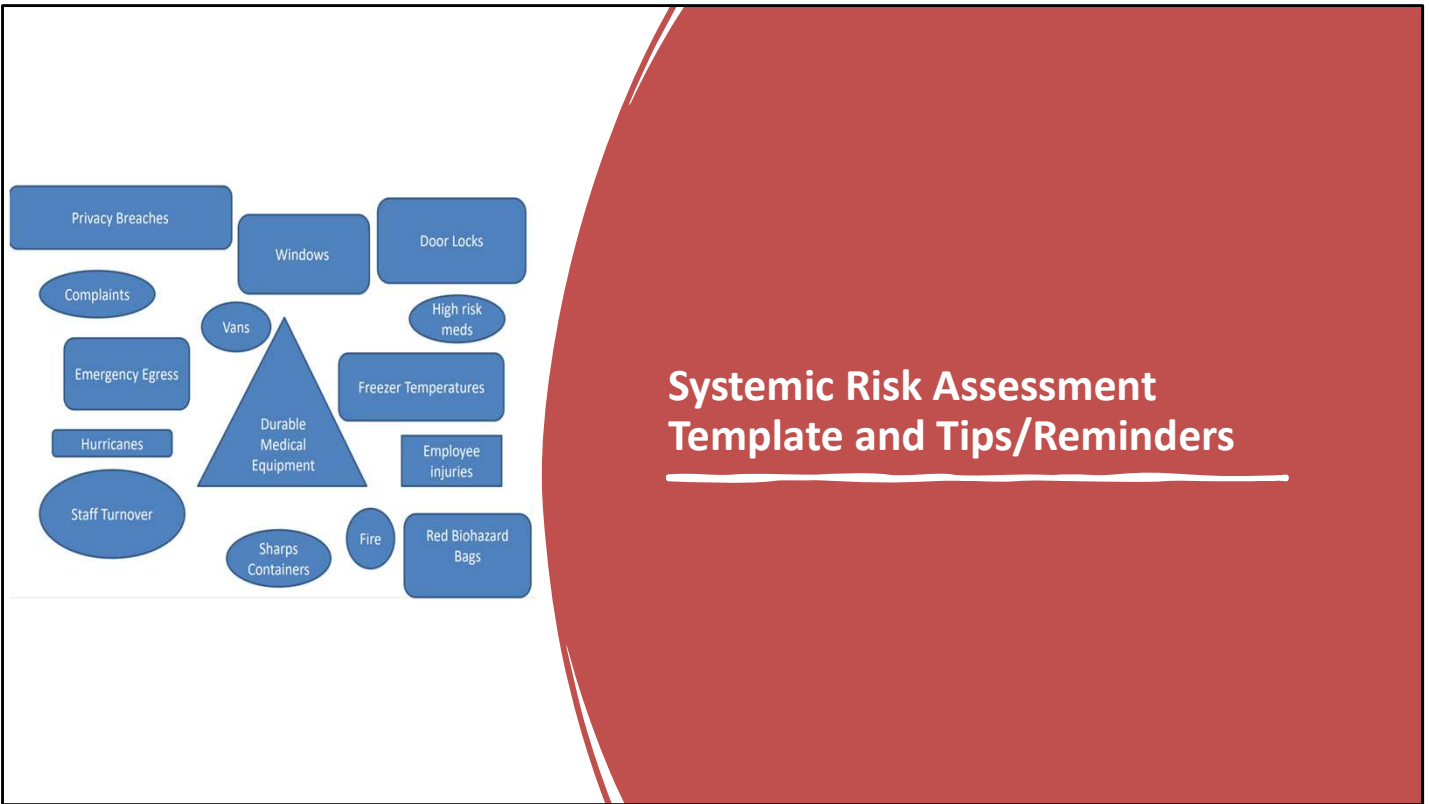 Privacy Breaches
Windows
Door Locks
Complaints
Vans
High risk
meds
Emergency Egress
Freezer Temperatures
Durable
Medical
Equipment
Hurricanes
Employee
injuries
Staff Turnover
Sharps
Containers
Fire
Red Biohazard
Bags
Systemic Risk Assessment
Template and Tips/Reminders